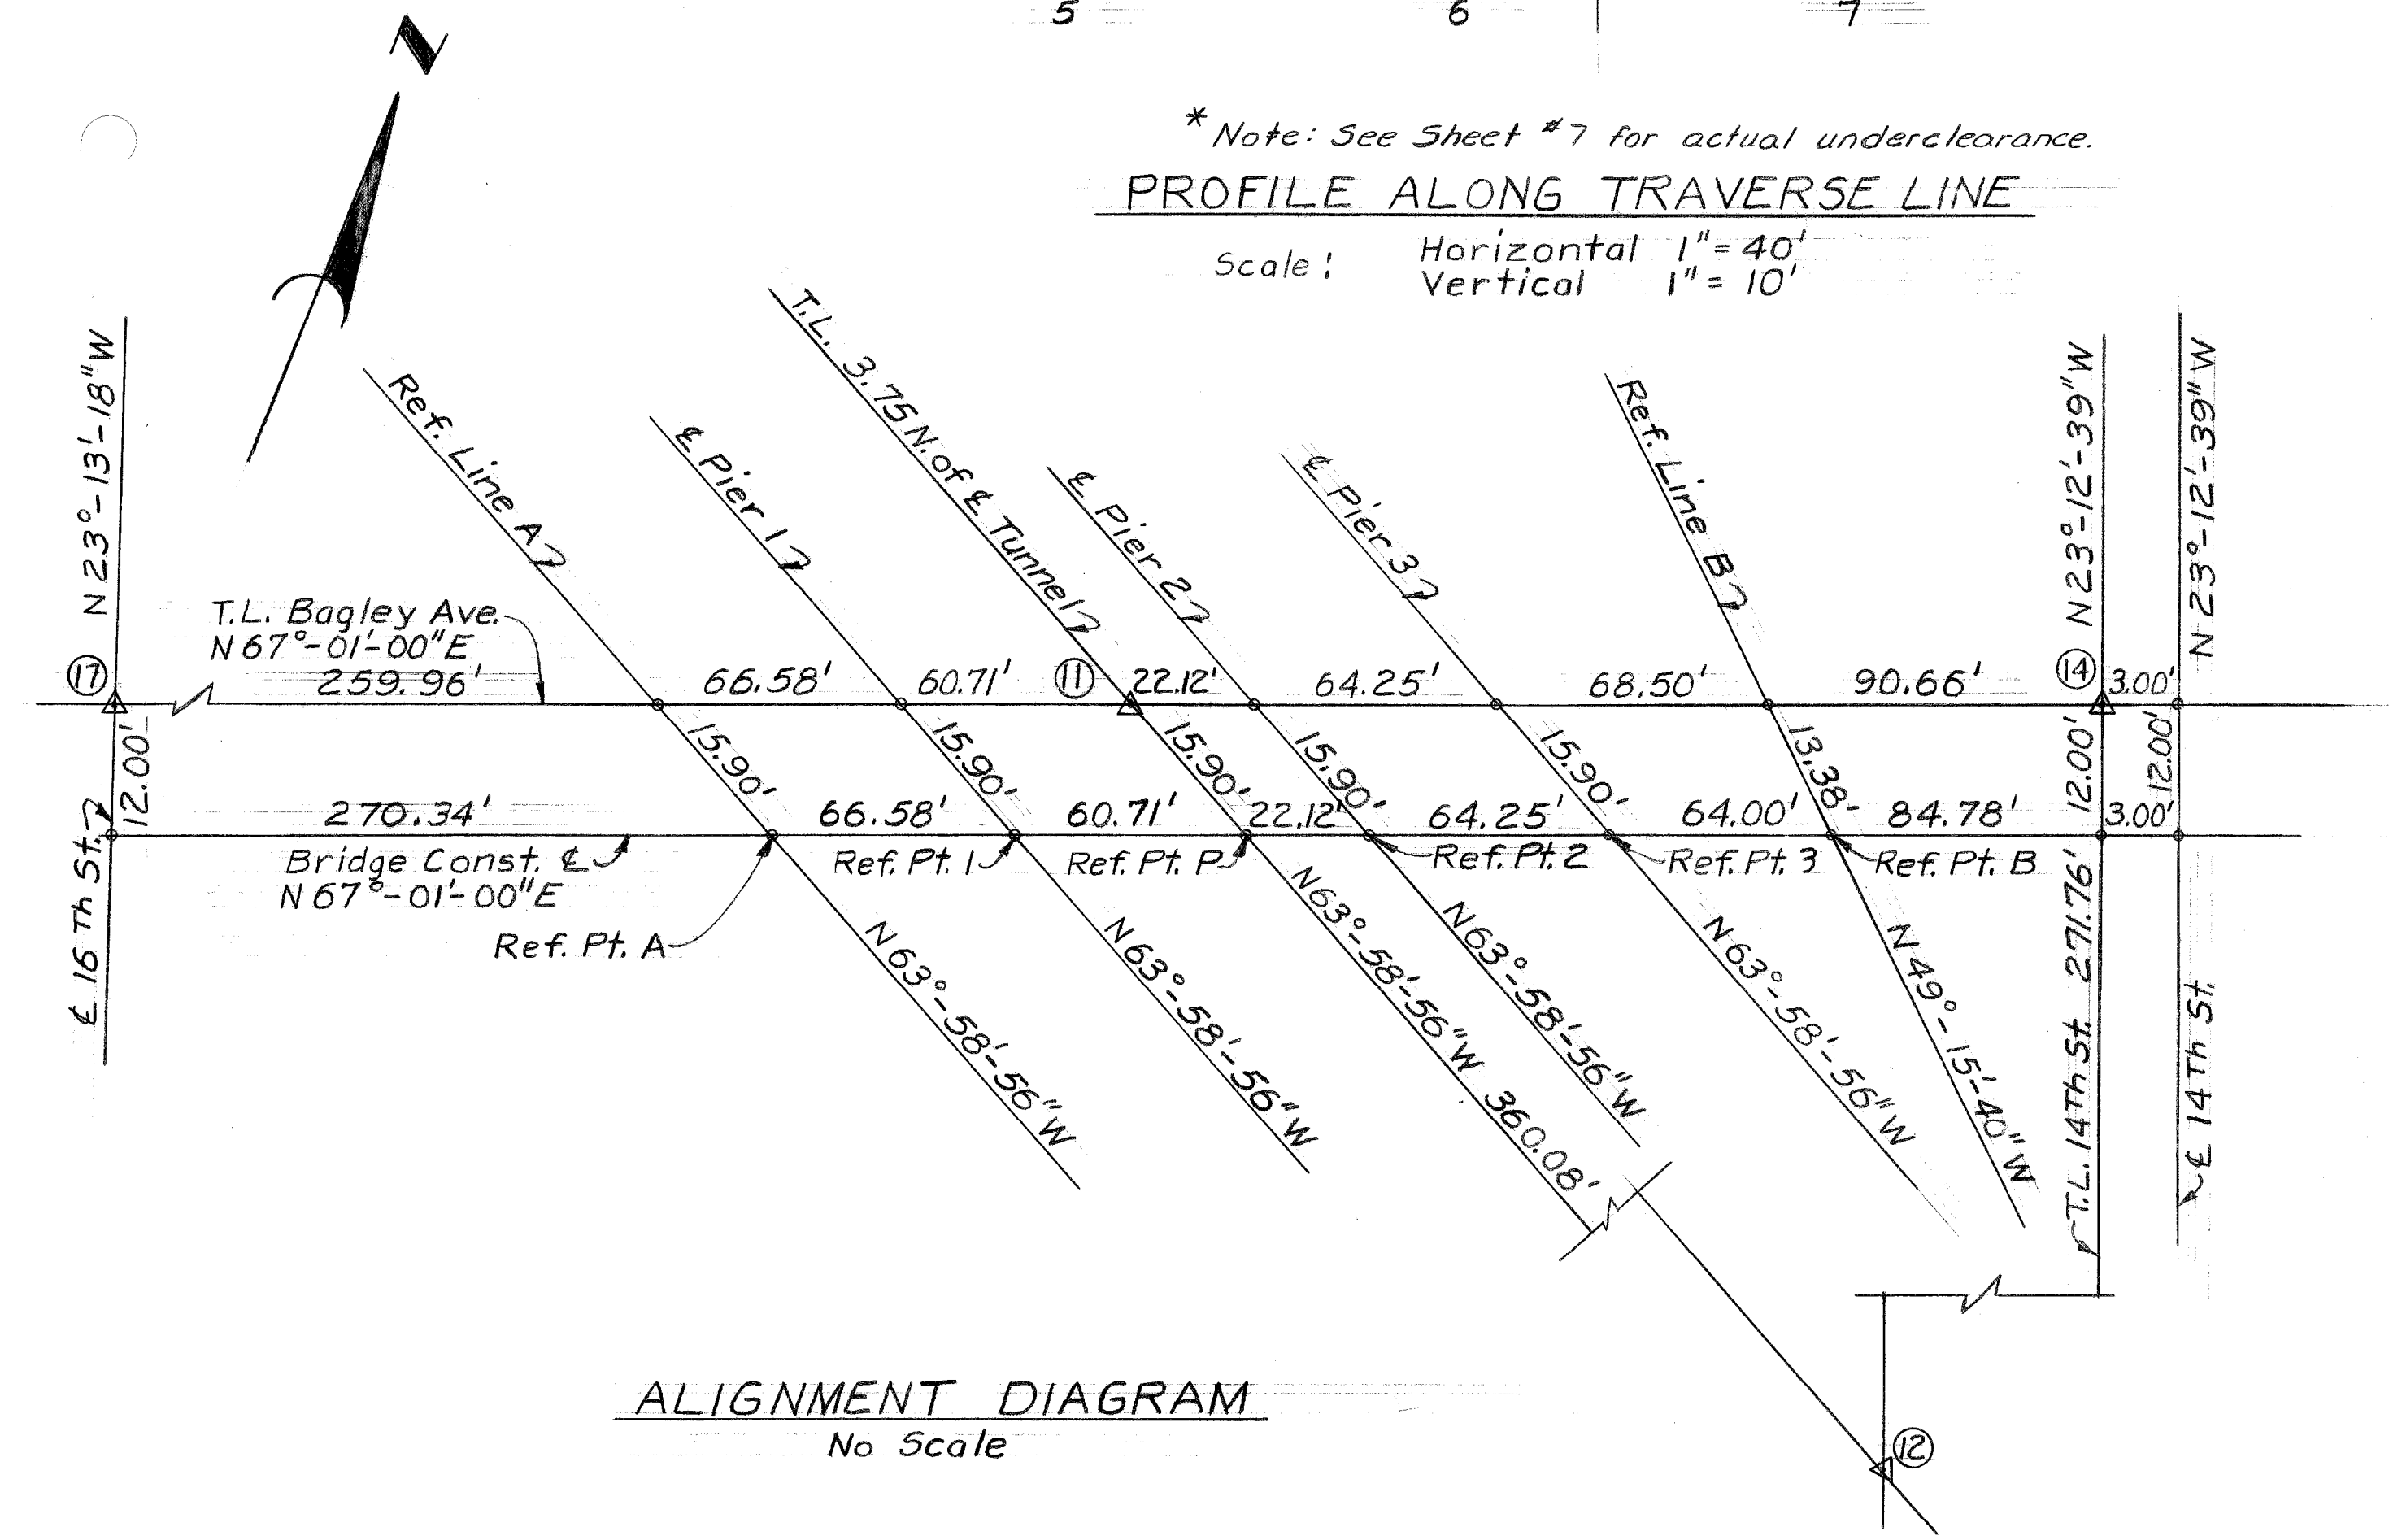 5 6 7
* Note: See Sheet #7 for actual underclearance.
PROFILE ALONG TRAVERSE LINE
Scale: Horizontal 1" = 40'
Vertical 1" = 10'
N
N 23°-13'-18" W
Ref. Line A
℄ Pier 1
T.L. 3.75 N. of ℄ Tunnel
℄ Pier 2
℄ Pier 3
Ref. Line B
N 23°-12'-39" W
N 23°-12'-39" W
T.L. Bagley Ave.
N 67°-01'-00" E
17 259.96' 66.58' 60.71' 11 22.12' 64.25' 68.50' 90.66' 14 3.00'
12.00' 15.90' 15.90' 15.90' 15.90' 15.90' 13.38' 12.00' 12.00'
270.34' 66.58' 60.71' 22.12' 64.25' 64.00' 84.78' 3.00'
Bridge Const. ℄
N 67°-01'-00" E
Ref. Pt. A
Ref. Pt. 1
Ref. Pt. P
Ref. Pt. 2
Ref. Pt. 3
Ref. Pt. B
℄ 16 Th St.
N 63°-58'-56" W
N 63°-58'-56" W
N 63°-58'-56" W 360.08'
N 63°-58'-56" W
N 63°-58'-56" W
N 49°-15'-40" W
T.L. 14Th St. 271.76'
℄ 14 Th St.
12
ALIGNMENT DIAGRAM
No Scale